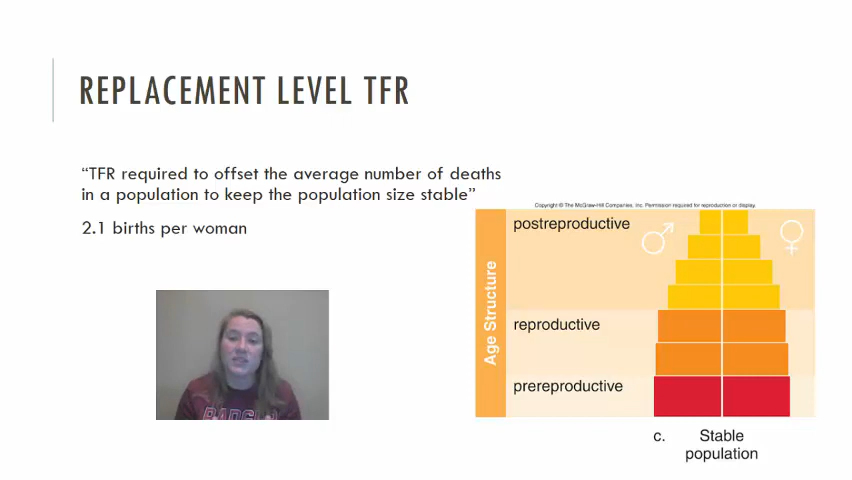 REPLACEMENT LEVEL TFR
“TFR required to offset the average number of deaths
in a population to keep the population size stable”
2.1 births per woman
Copyright © The McGraw-Hill Companies, Inc. Permission required for reproduction or display.
Age Structure
postreproductive
reproductive
prereproductive
c. Stable
population